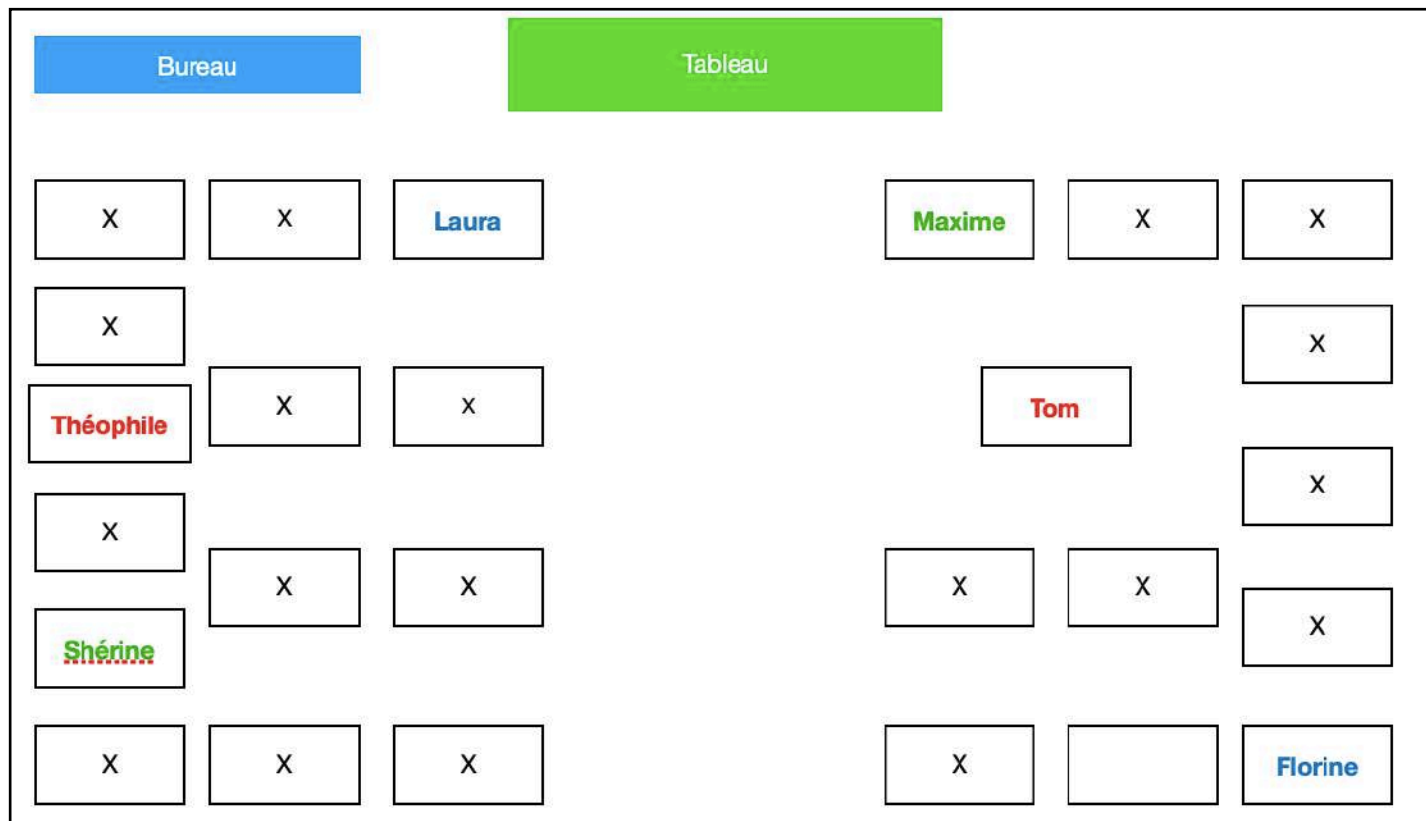 Bureau
Tableau
X X Laura Maxime X X
X
X
X x Tom
Théophile
X
X
X X X X
X
Shérine
X X X X Florine